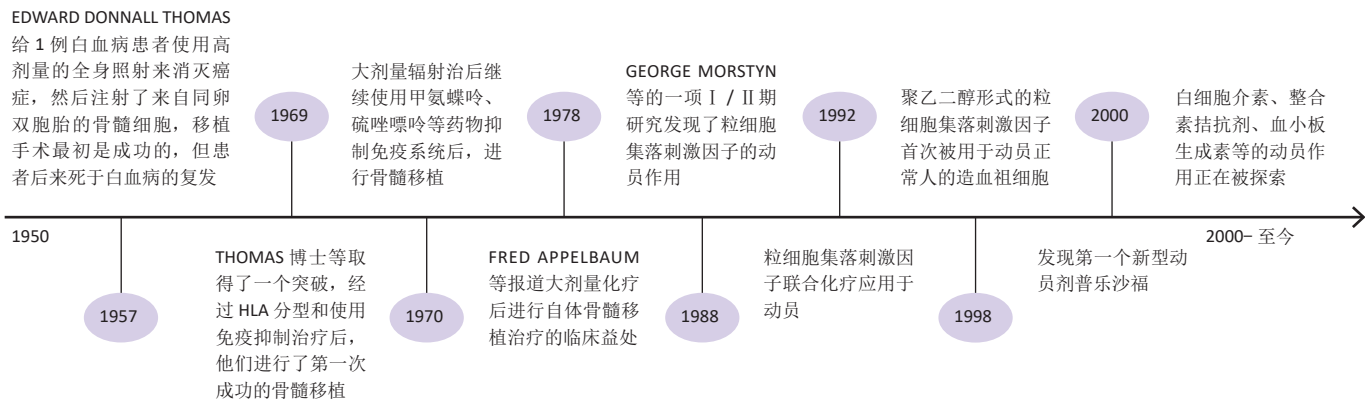 EDWARD DONNALL THOMAS
给 1 例白血病患者使用高
剂量的全身照射来消灭癌
症，然后注射了来自同卵
双胞胎的骨髓细胞，移植
手术最初是成功的，但患
者后来死于白血病的复发
1969
大剂量辐射治后继
续使用甲氨蝶呤、
硫唑嘌呤等药物抑
制免疫系统后，进
行骨髓移植
1978
GEORGE MORSTYN
等的一项 I / II 期
研究发现了粒细胞
集落刺激因子的动
员作用
1992
聚乙二醇形式的粒
细胞集落刺激因子
首次被用于动员正
常人的造血祖细胞
2000
白细胞介素、整合
素拮抗剂、血小板
生成素等的动员作
用正在被探索
1950
2000– 至今
1957
THOMAS 博士等取
得了一个突破，经
过 HLA 分型和使用
免疫抑制治疗后，
他们进行了第一次
成功的骨髓移植
1970
FRED APPELBAUM
等报道大剂量化疗
后进行自体骨髓移
植治疗的临床益处
1988
粒细胞集落刺激因
子联合化疗应用于
动员
1998
发现第一个新型动
员剂普乐沙福